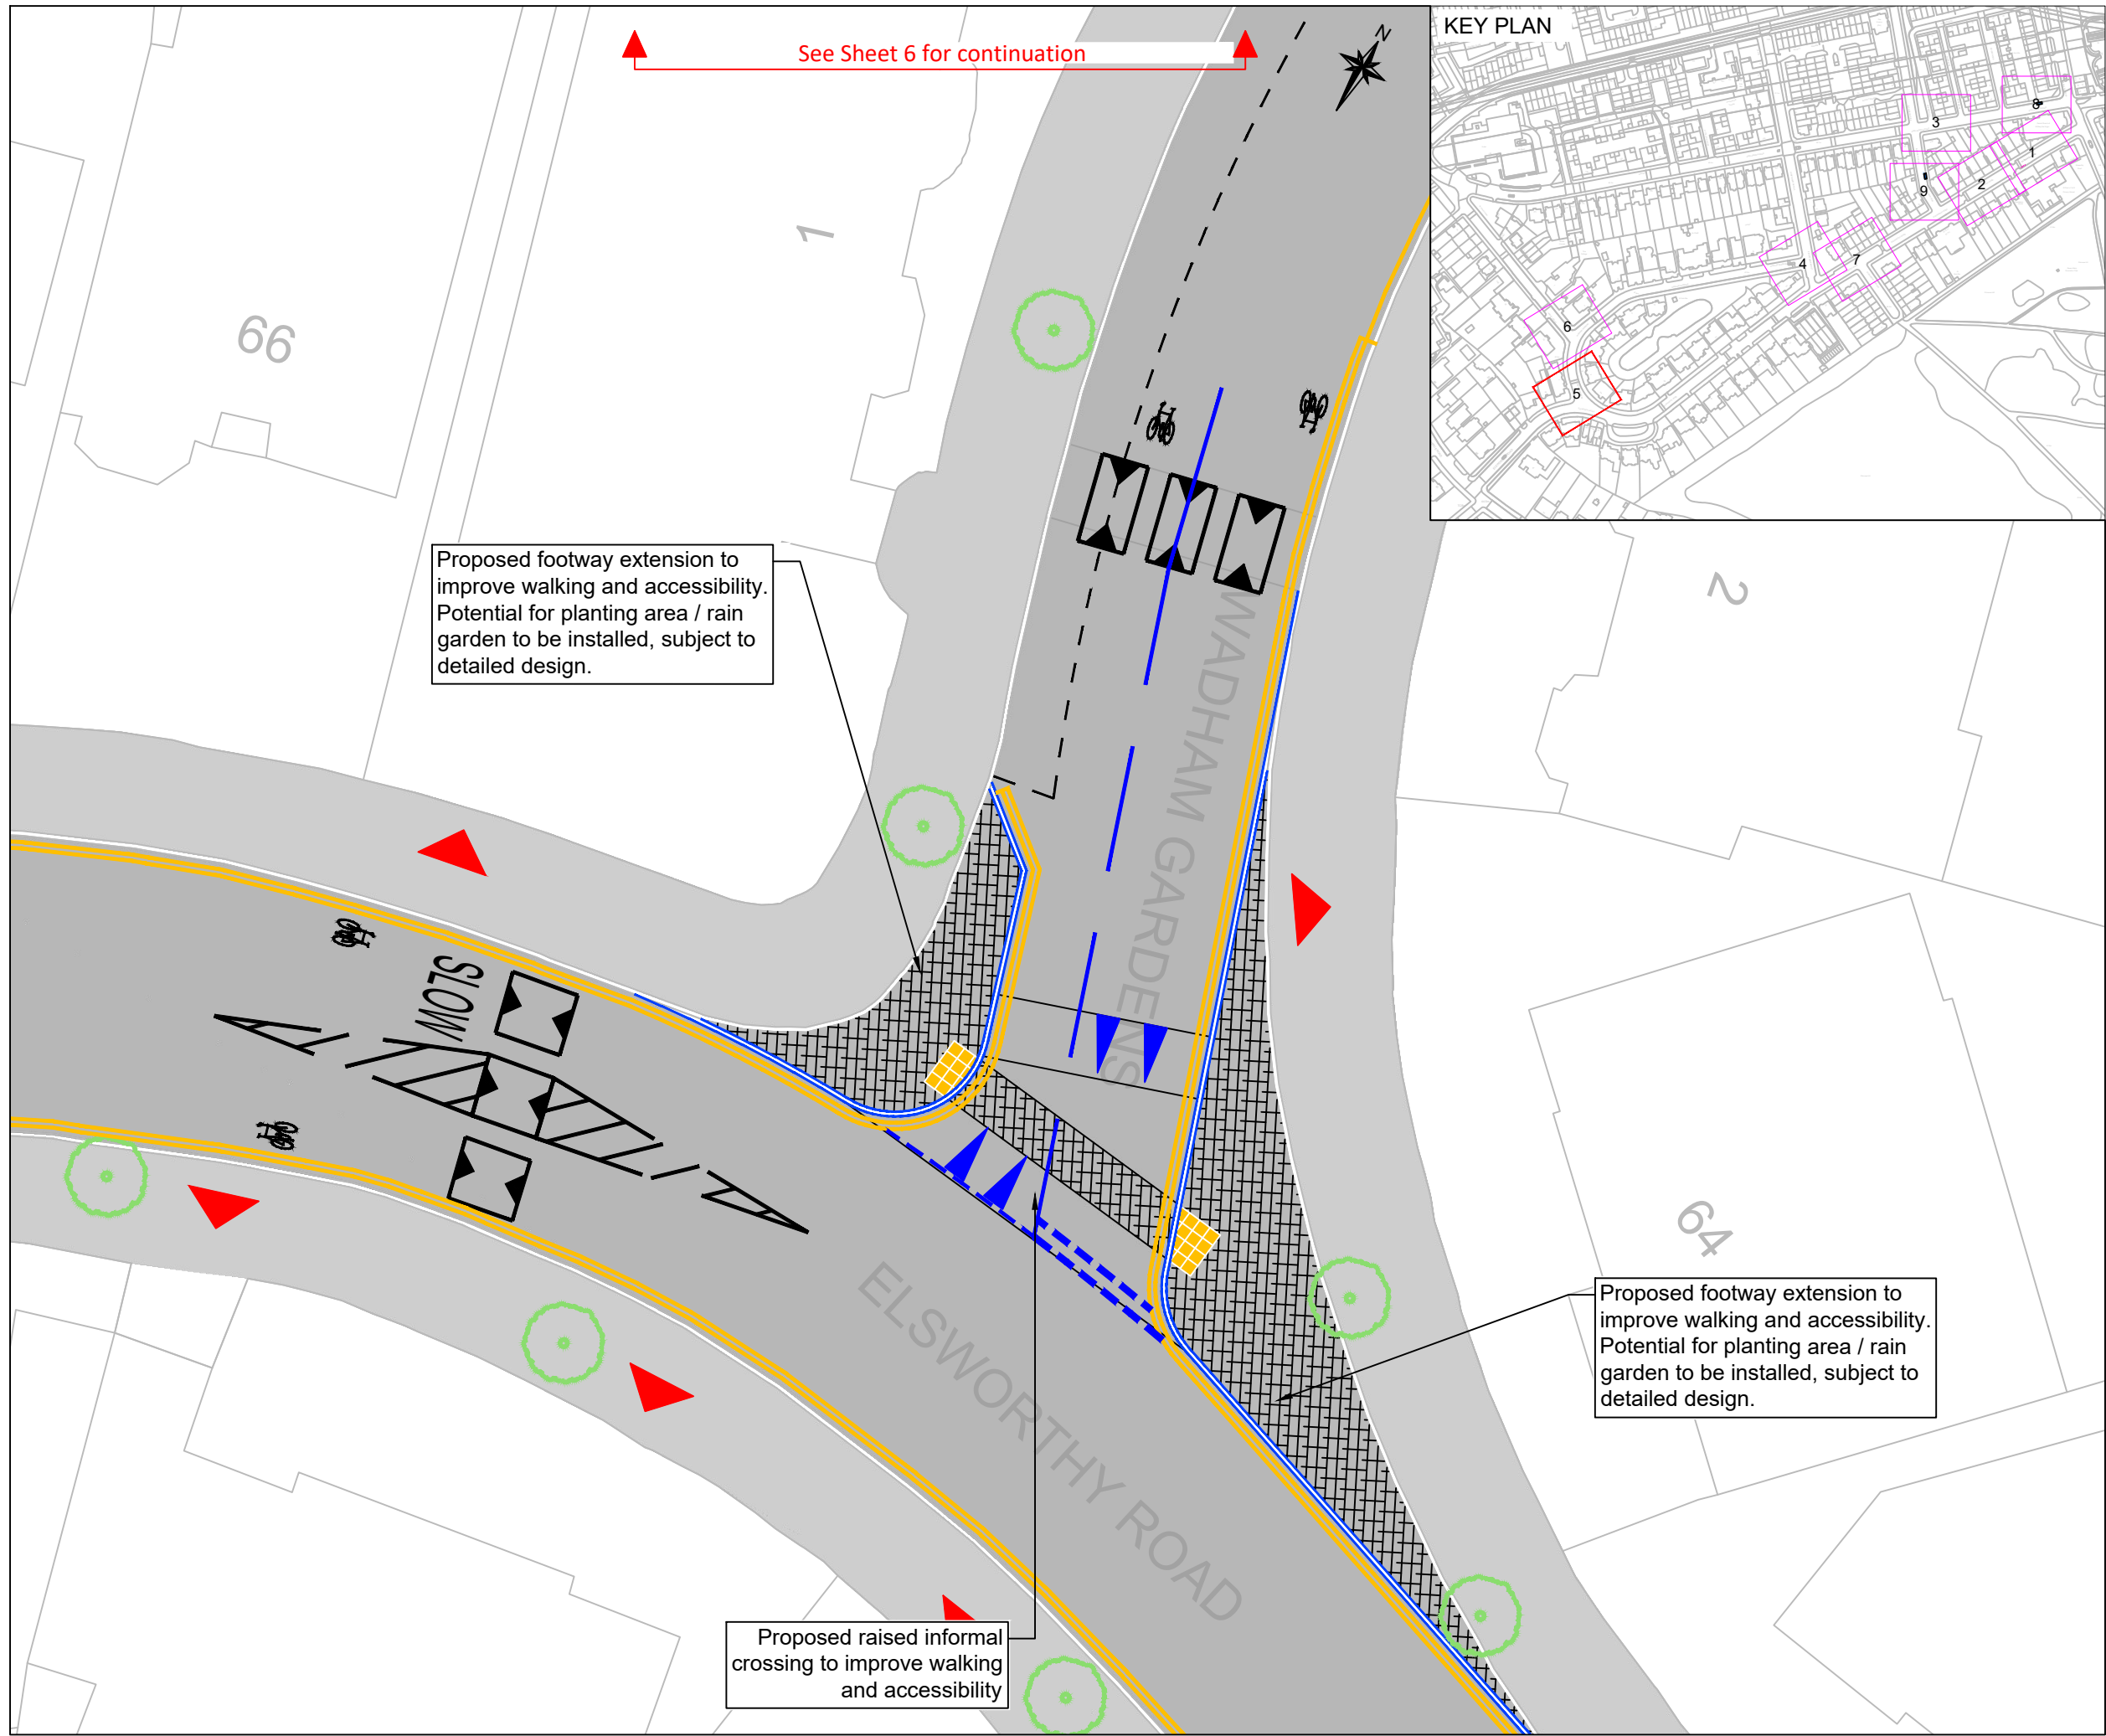 See Sheet 6 for continuation
N
KEY PLAN
8
3
1
2
9
7
4
6
5
1
66
2
Proposed footway extension to
improve walking and accessibility.
Potential for planting area / rain
garden to be installed, subject to
detailed design.
WADHAM GARDENS
SLOW
64
Proposed footway extension to
improve walking and accessibility.
Potential for planting area / rain
garden to be installed, subject to
detailed design.
ELSWORTHY ROAD
Proposed raised informal
crossing to improve walking
and accessibility